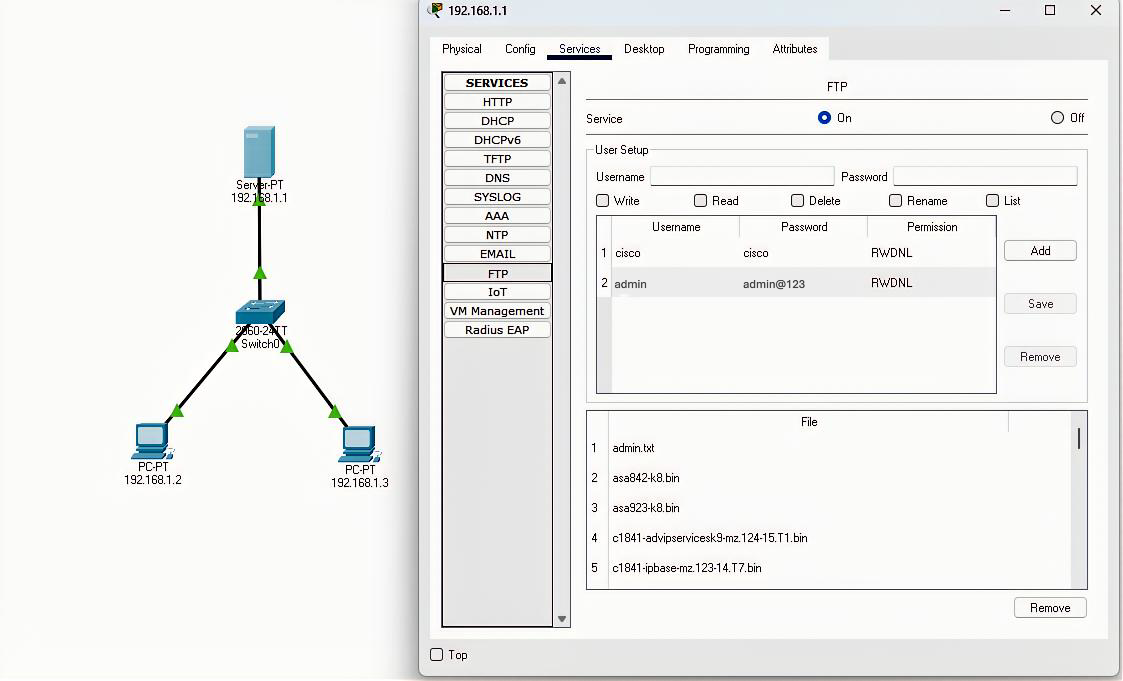 192.168.1.1
Physical Config Services Desktop Programming Attributes
SERVICES
HTTP
DHCP
DHCPv6
TFTP
DNS
SYSLOG
AAA
NTP
EMAIL
FTP
IoT
VM Management
Radius EAP
FTP
Service On Off
User Setup
Username Password
Write Read Delete Rename List
Username Password Permission
1 cisco cisco RWDNL
2 admin admin@123 RWDNL
Add
Save
Remove
File
1 admin.txt
2 asa842-k8.bin
3 asa923-k8.bin
4 c1841-advipservicesk9-mz.124-15.T1.bin
5 c1841-ipbase-mz.123-14.T7.bin
Remove
Top
Server-PT
192.168.1.1
2960-24TT
Switch0
PC-PT
192.168.1.2
PC-PT
192.168.1.3